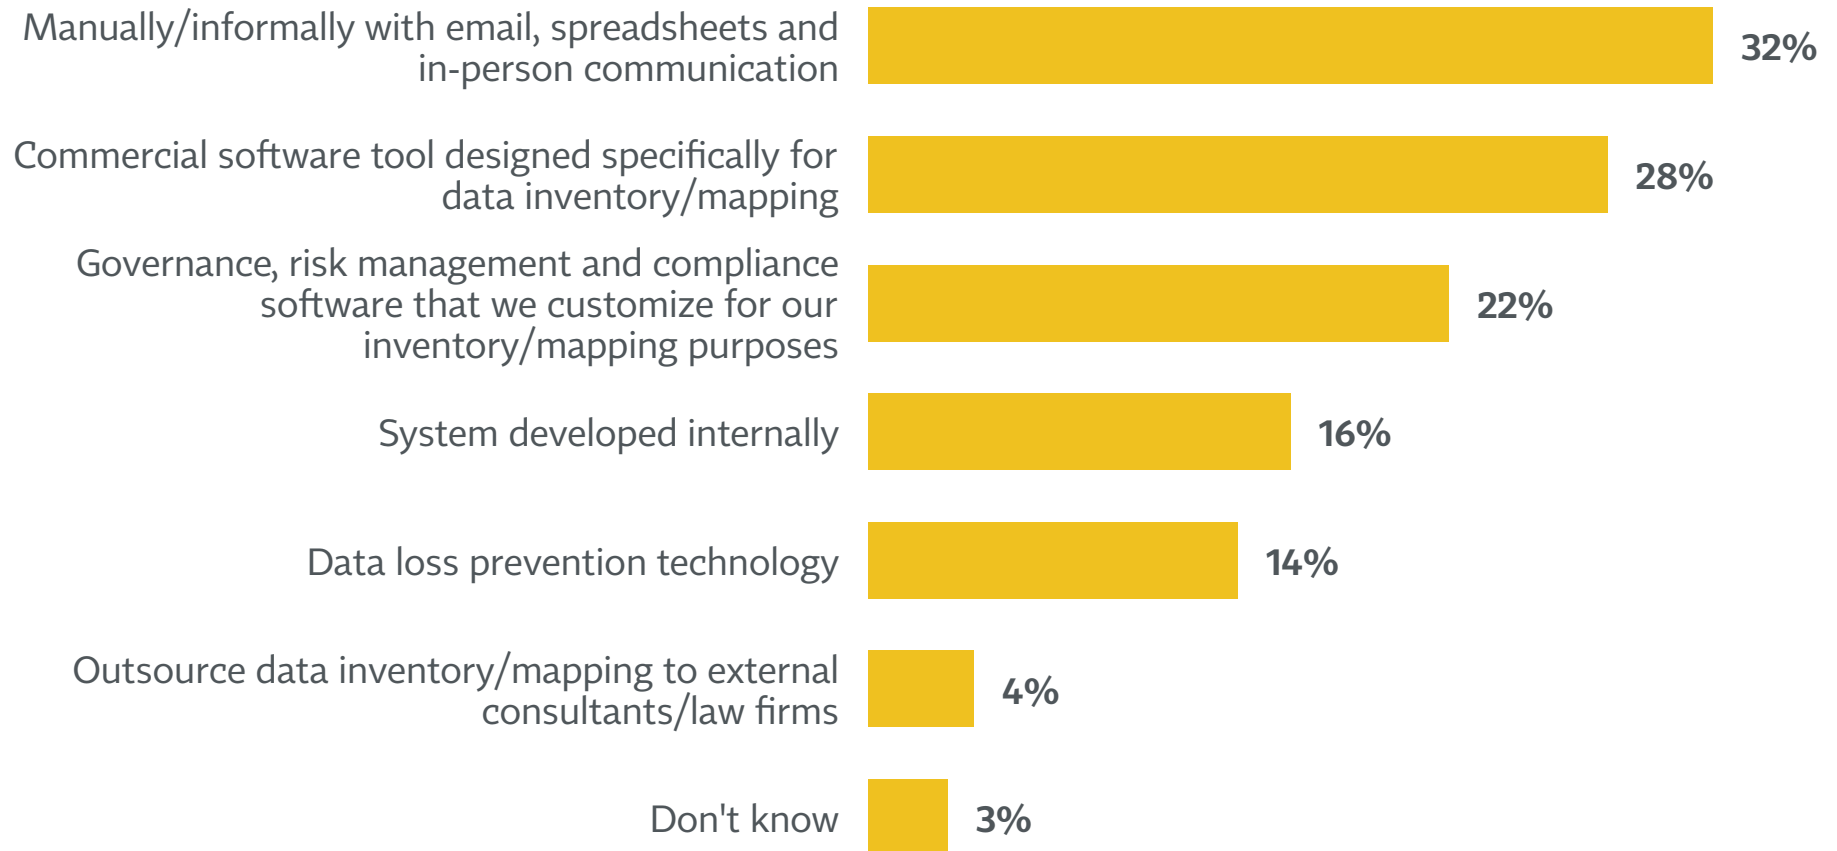 Manually/informally with email, spreadsheets and
in-person communication
32%
Commercial software tool designed specifically for
data inventory/mapping
28%
Governance, risk management and compliance
software that we customize for our
inventory/mapping purposes
22%
System developed internally
16%
Data loss prevention technology
14%
Outsource data inventory/mapping to external
consultants/law firms
4%
Don't know
3%